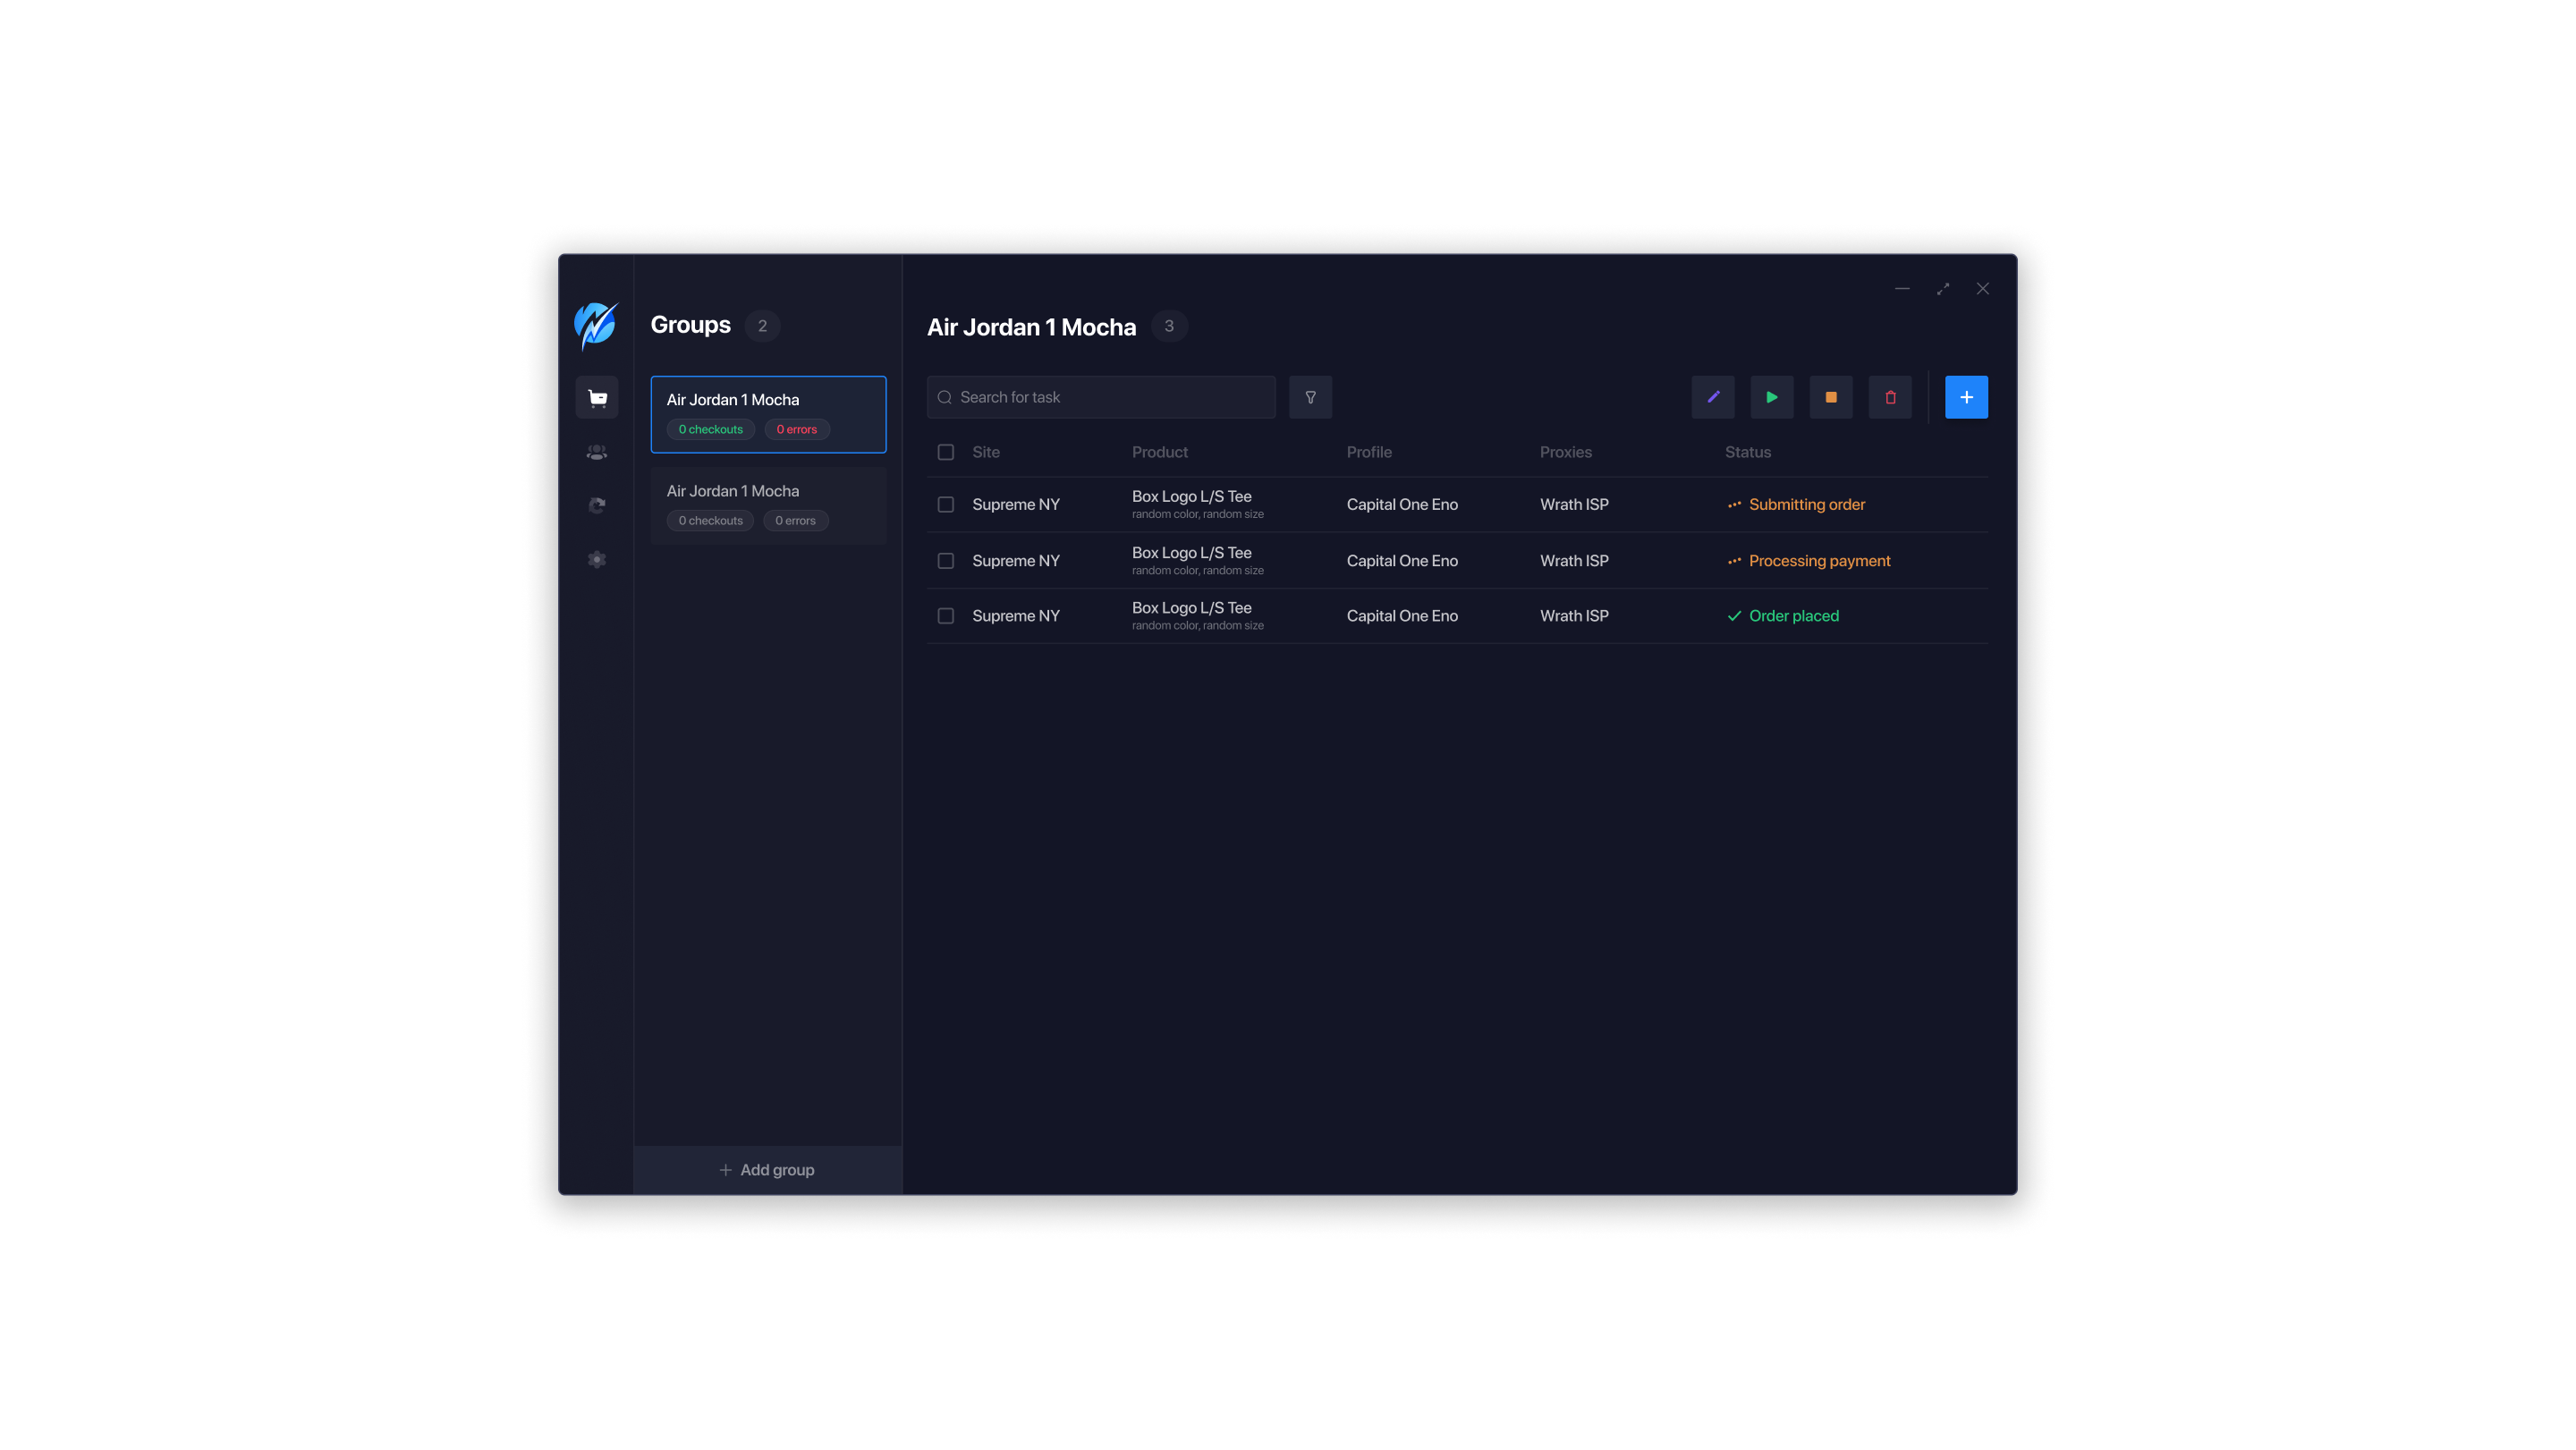 Groups 2
Air Jordan 1 Mocha
0 checkouts 0 errors
Air Jordan 1 Mocha
0 checkouts 0 errors
Add group
Air Jordan 1 Mocha 3
Search for task
Site Product Profile Proxies Status
Supreme NY Box Logo L/S Tee Capital One Eno Wrath ISP Submitting order
random color, random size
Supreme NY Box Logo L/S Tee Capital One Eno Wrath ISP Processing payment
random color, random size
Supreme NY Box Logo L/S Tee Capital One Eno Wrath ISP Order placed
random color, random size